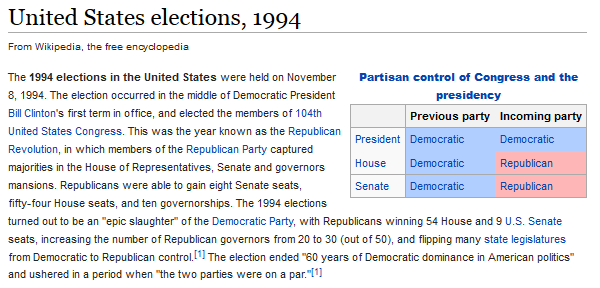 United States elections, 1994
From Wikipedia, the free encyclopedia
The 1994 elections in the United States were held on November
8, 1994. The election occurred in the middle of Democratic President
Bill Clinton's first term in office, and elected the members of 104th
United States Congress. This was the year known as the Republican
Revolution, in which members of the Republican Party captured
majorities in the House of Representatives, Senate and governors
mansions. Republicans were able to gain eight Senate seats,
fifty-four House seats, and ten governorships. The 1994 elections
turned out to be an "epic slaughter" of the Democratic Party, with Republicans winning 54 House and 9 U.S. Senate
seats, increasing the number of Republican governors from 20 to 30 (out of 50), and flipping many state legislatures
from Democratic to Republican control.[1] The election ended "60 years of Democratic dominance in American politics"
and ushered in a period when "the two parties were on a par."[1]
Partisan control of Congress and the
presidency
Previous party Incoming party
President Democratic Democratic
House Democratic Republican
Senate Democratic Republican